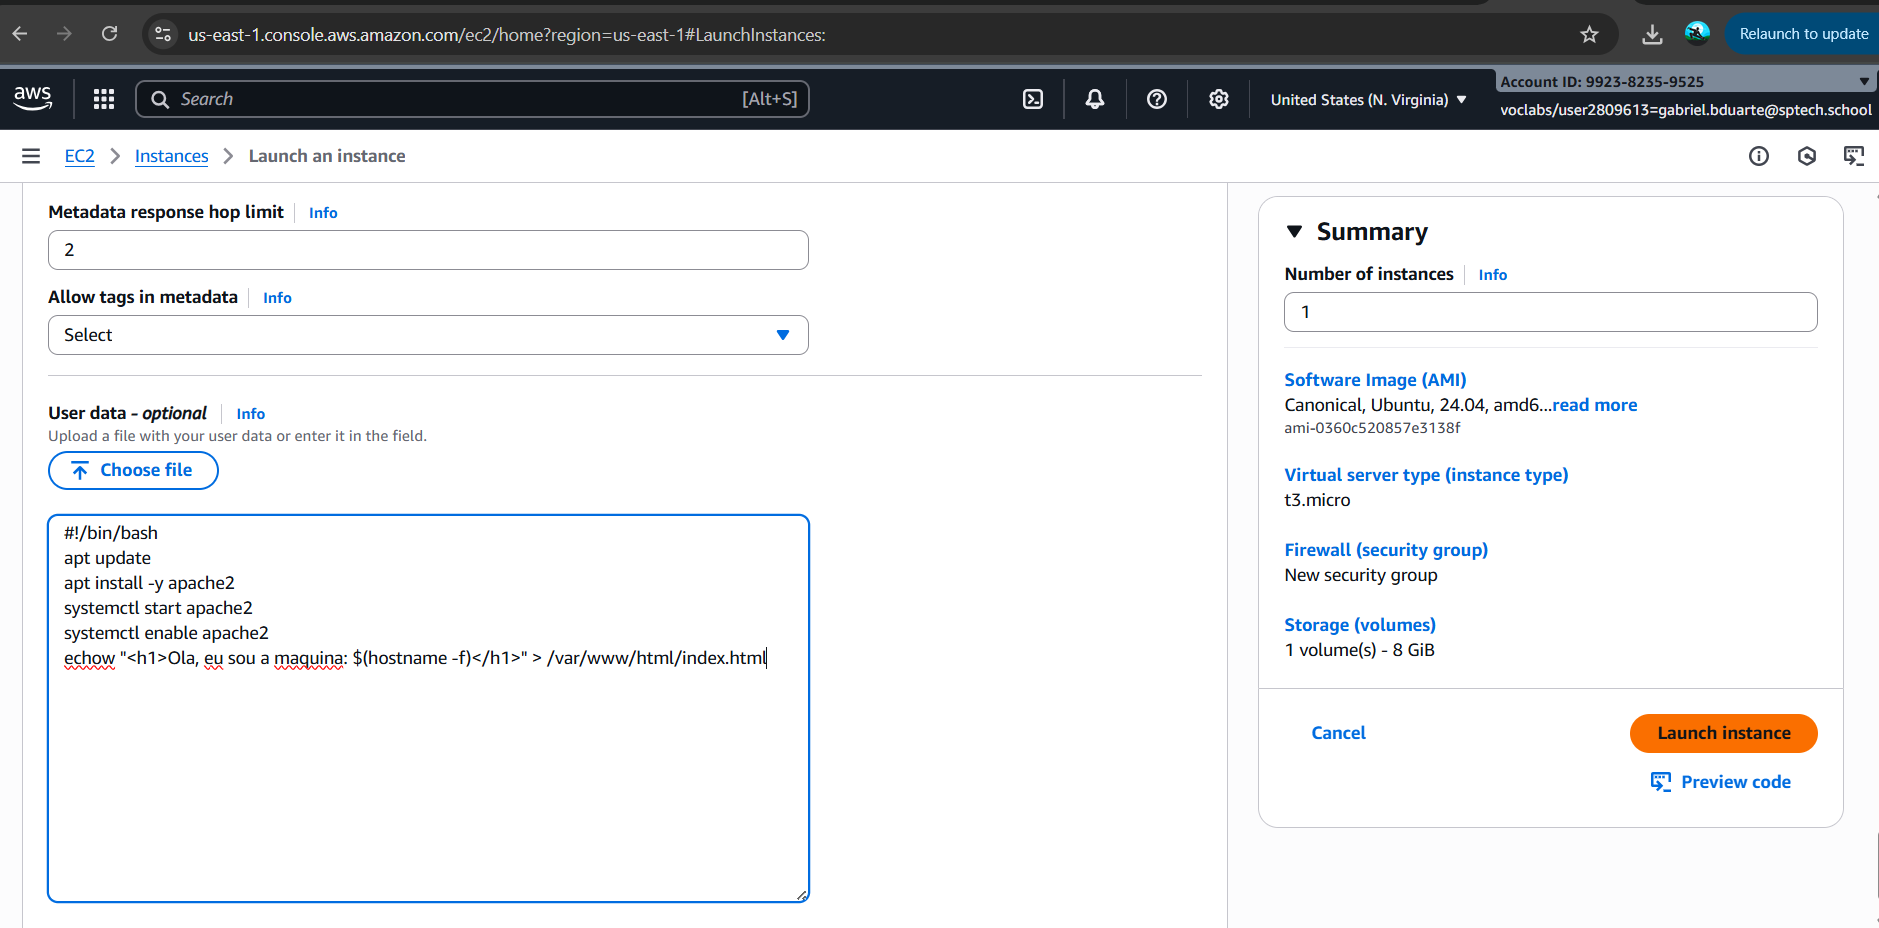 us-east-1.console.aws.amazon.com/ec2/home?region=us-east-1#LaunchInstances:
Relaunch to update
aws
Search
[Alt+S]
United States (N. Virginia)
Account ID: 9923-8235-9525
voclabs/user2809613=gabriel.bduarte@sptech.school
EC2
Instances
Launch an instance
Metadata response hop limit
Info
2
Allow tags in metadata
Info
Select
User data - optional
Info
Upload a file with your user data or enter it in the field.
Choose file
#!/bin/bash
apt update
apt install -y apache2
systemctl start apache2
systemctl enable apache2
echow "<h1>Ola, eu sou a maquina: $(hostname -f)</h1>" > /var/www/html/index.html
Summary
Number of instances
Info
1
Software Image (AMI)
Canonical, Ubuntu, 24.04, amd6...read more
ami-0360c520857e3138f
Virtual server type (instance type)
t3.micro
Firewall (security group)
New security group
Storage (volumes)
1 volume(s) - 8 GiB
Cancel
Launch instance
Preview code